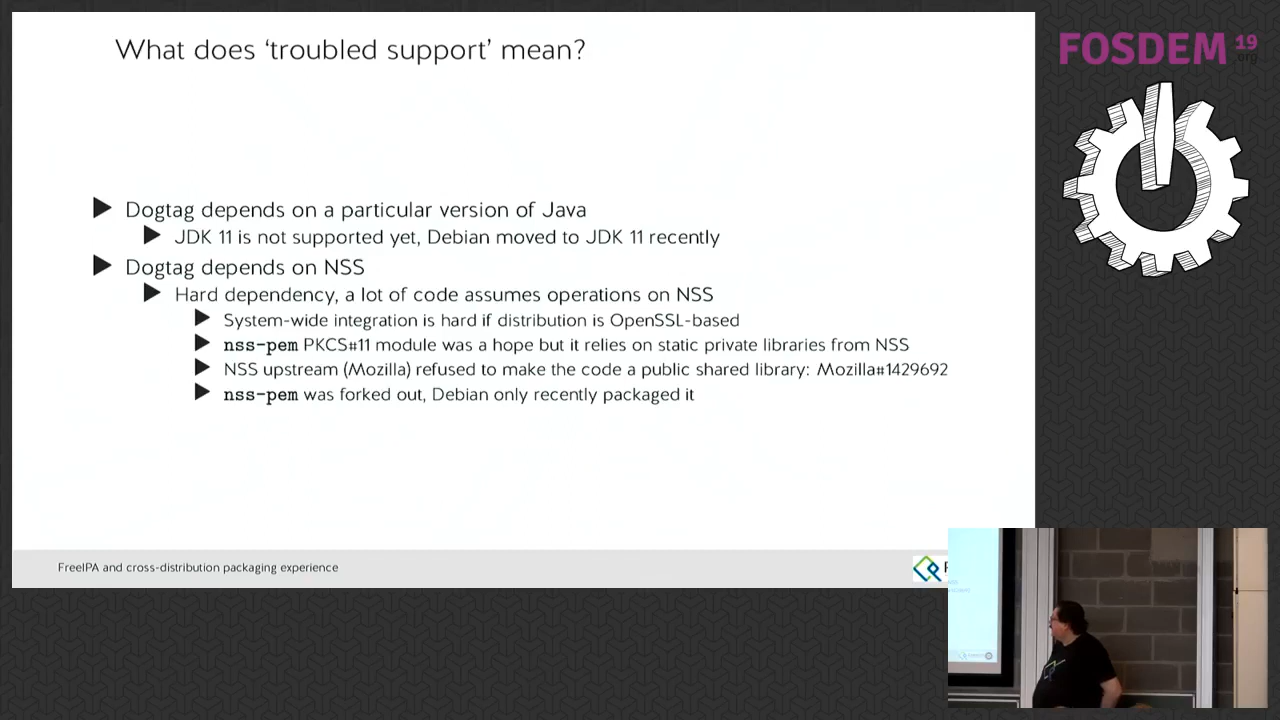 What does ‘troubled support’ mean?
FOSDEM 19
.org
Dogtag depends on a particular version of Java
JDK 11 is not supported yet, Debian moved to JDK 11 recently
Dogtag depends on NSS
Hard dependency, a lot of code assumes operations on NSS
System-wide integration is hard if distribution is OpenSSL-based
nss-pem PKCS#11 module was a hope but it relies on static private libraries from NSS
NSS upstream (Mozilla) refused to make the code a public shared library: Mozilla#1429692
nss-pem was forked out, Debian only recently packaged it
FreeIPA and cross-distribution packaging experience